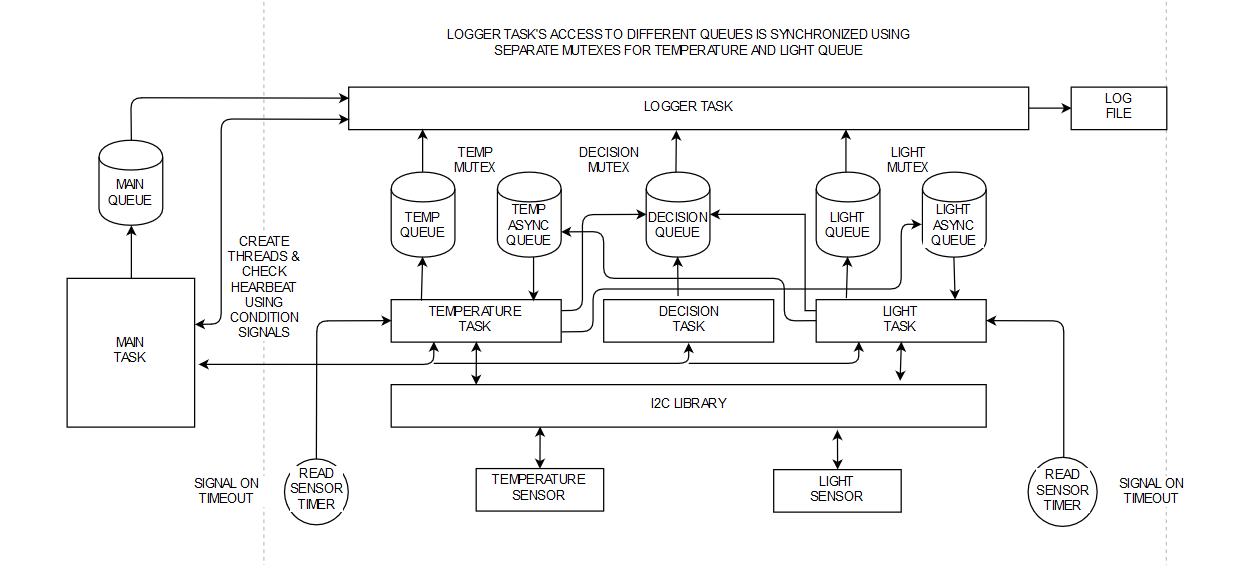 LOGGER TASK'S ACCESS TO DIFFERENT QUEUES IS SYNCHRONIZED USING
SEPARATE MUTEXES FOR TEMPERATURE AND LIGHT QUEUE
LOGGER TASK
LOG
FILE
MAIN
QUEUE
TEMP
MUTEX
DECISION
MUTEX
LIGHT
MUTEX
TEMP
QUEUE
TEMP
ASYNC
QUEUE
DECISION
QUEUE
LIGHT
QUEUE
LIGHT
ASYNC
QUEUE
CREATE
THREADS &
CHECK
HEARBEAT
USING
CONDITION
SIGNALS
MAIN
TASK
TEMPERATURE
TASK
DECISION
TASK
LIGHT
TASK
I2C LIBRARY
SIGNAL ON
TIMEOUT
READ
SENSOR
TIMER
TEMPERATURE
SENSOR
LIGHT
SENSOR
READ
SENSOR
TIMER
SIGNAL ON
TIMEOUT